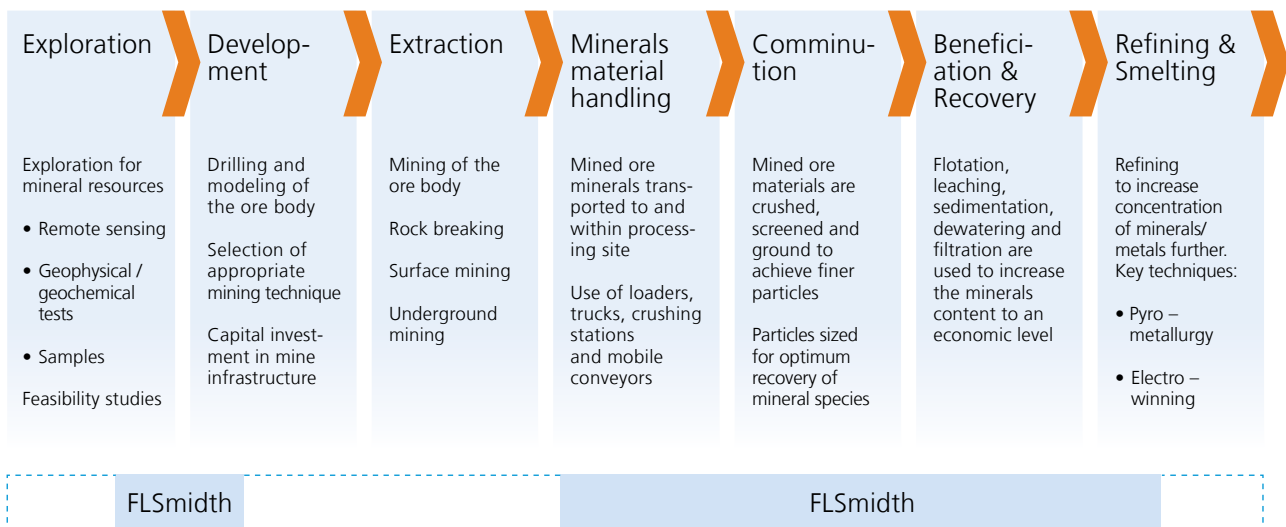 Exploration
Exploration for
mineral resources
• Remote sensing
• Geophysical /
geochemical
tests
• Samples
Feasibility studies
Develop-
ment
Drilling and
modeling of
the ore body
Selection of
appropriate
mining technique
Capital invest-
ment in mine
infrastructure
Extraction
Mining of the
ore body
Rock breaking
Surface mining
Underground
mining
Minerals
material
handling
Mined ore
minerals trans-
ported to and
within process-
ing site
Use of loaders,
trucks, crushing
stations
and mobile
conveyors
Comminu-
tion
Mined ore
materials are
crushed,
screened and
ground to
achieve finer
particles
Particles sized
for optimum
recovery of
mineral species
Benefici-
ation &
Recovery
Flotation,
leaching,
sedimentation,
dewatering and
filtration are
used to increase
the minerals
content to an
economic level
Refining &
Smelting
Refining
to increase
concentration
of minerals/
metals further.
Key techniques:
• Pyro –
metallurgy
• Electro –
winning
FLSmidth
FLSmidth